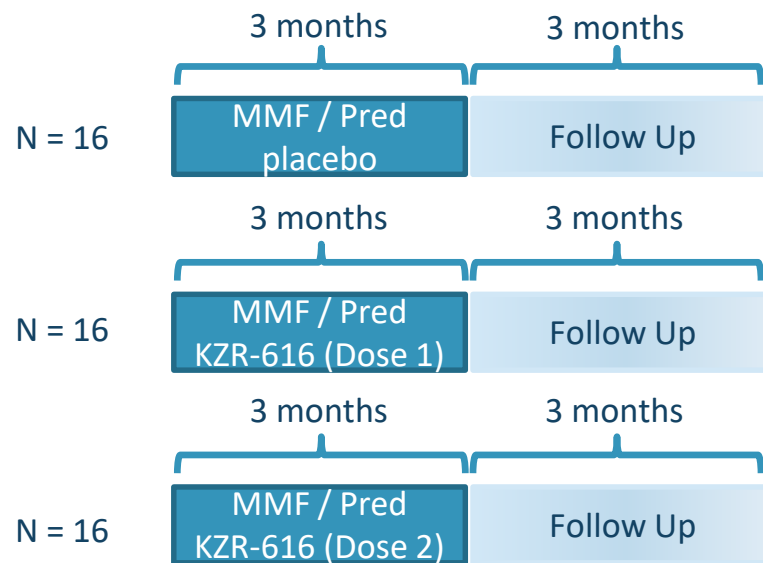 3 months
3 months
N = 16
MMF / Pred
placebo
Follow Up
3 months
3 months
N = 16
MMF / Pred
KZR-616 (Dose 1)
Follow Up
3 months
3 months
N = 16
MMF / Pred
KZR-616 (Dose 2)
Follow Up